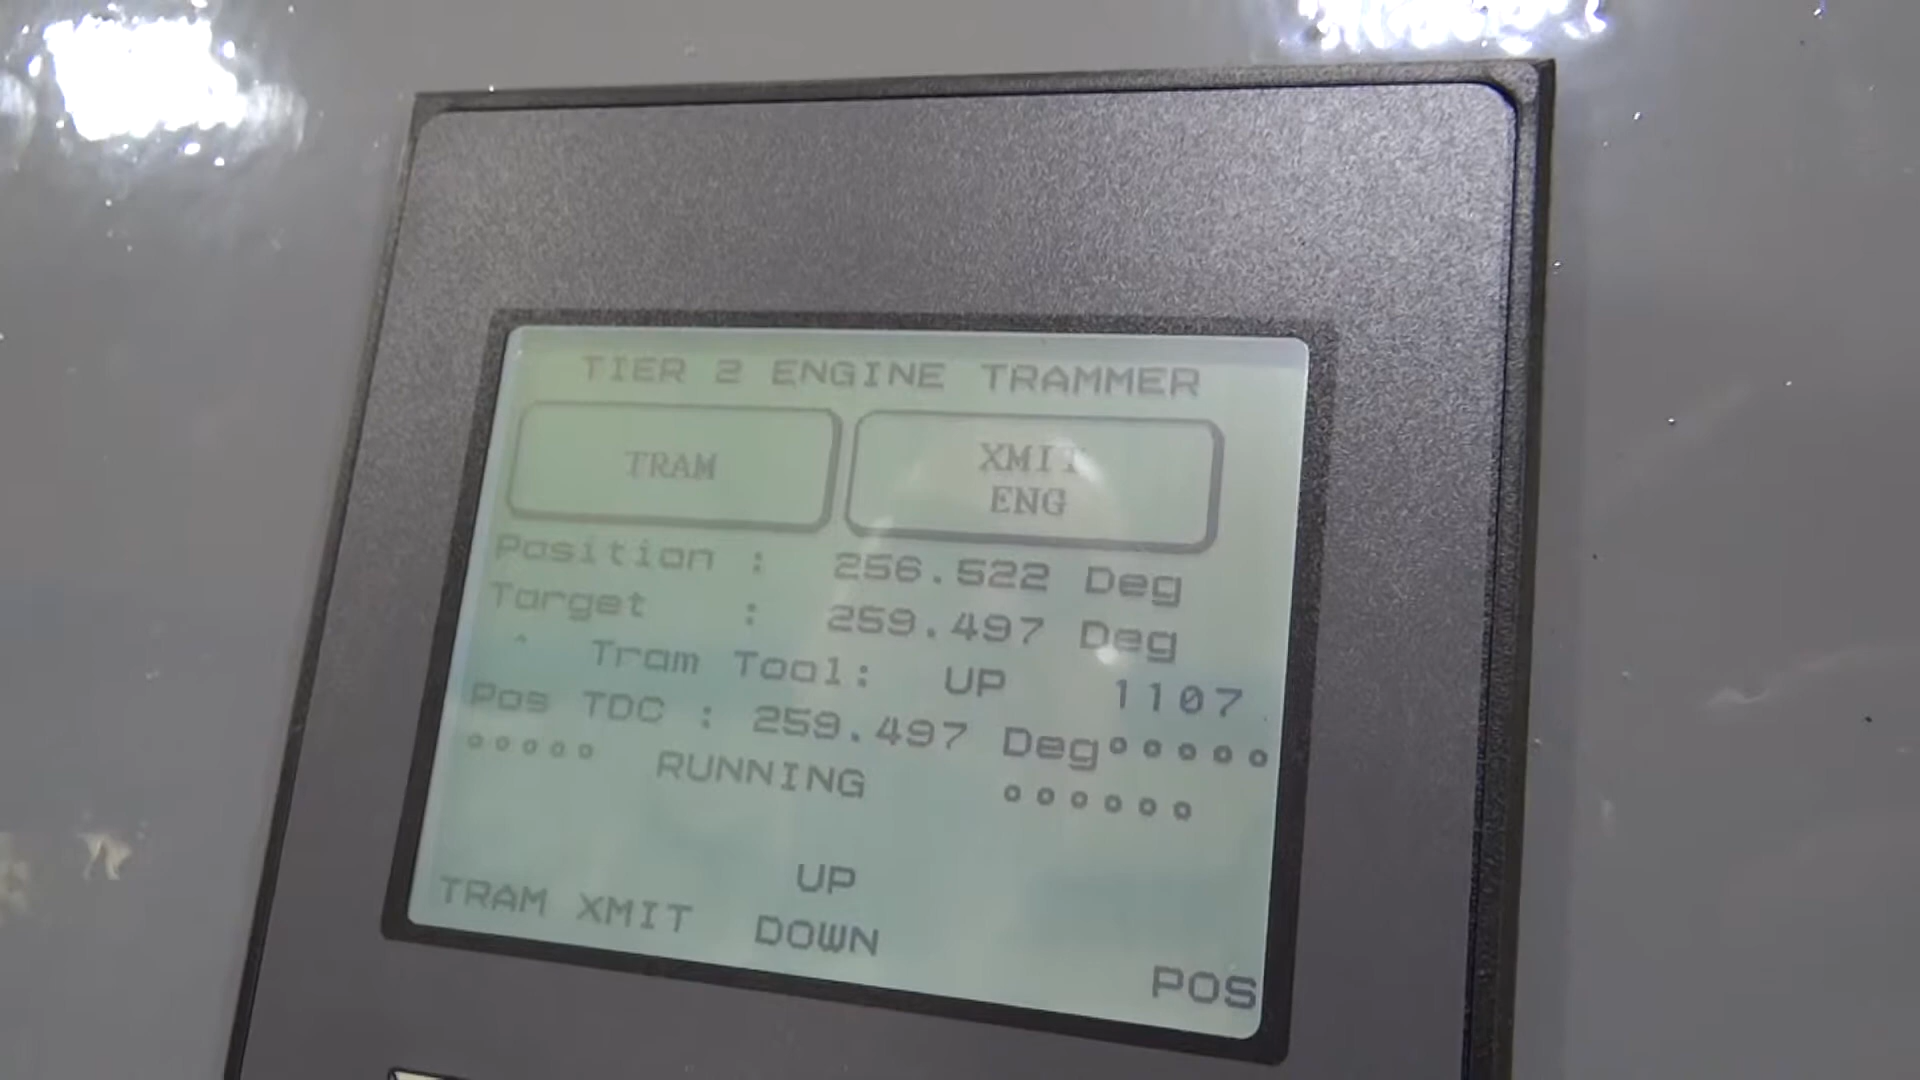 TIER 2 ENGINE TRAMMER
TRAM
XMIT
ENG
Position : 256.522 Deg
Target : 259.497 Deg
^ Tram Tool: UP 1107
Pos TDC : 259.497 Deg°°°°°
°°°°° RUNNING °°°°°°
UP
TRAM XMIT DOWN
POS